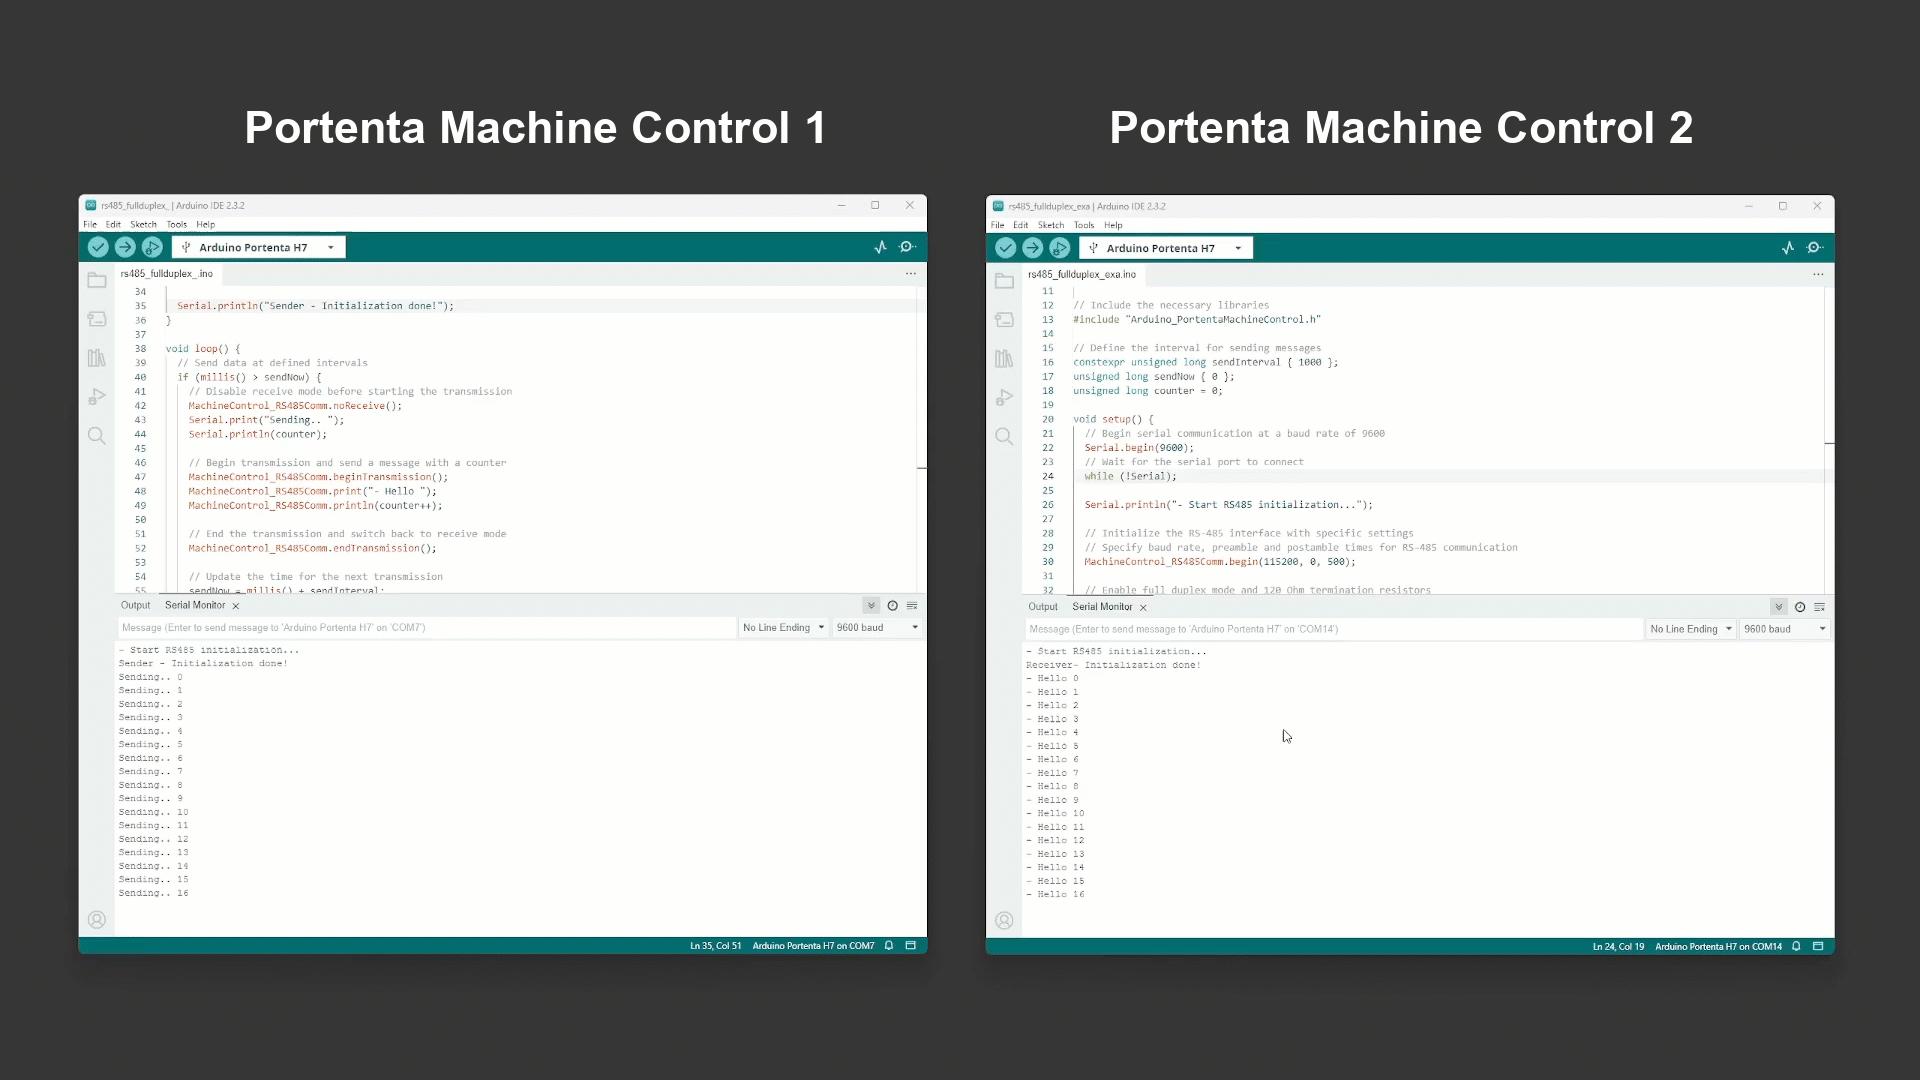 Portenta Machine Control 1
rs485_fullduplex_ | Arduino IDE 2.3.2
File Edit Sketch Tools Help
Arduino Portenta H7
rs485_fullduplex_.ino
34
35 Serial.println("Sender - Initialization done!");
36 }
37
38 void loop() {
39 // Send data at defined intervals
40 if (millis() > sendNow) {
41 // Disable receive mode before starting the transmission
42 MachineControl_RS485Comm.noReceive();
43 Serial.print("Sending.. ");
44 Serial.println(counter);
45
46 // Begin transmission and send a message with a counter
47 MachineControl_RS485Comm.beginTransmission();
48 MachineControl_RS485Comm.print("- Hello ");
49 MachineControl_RS485Comm.println(counter++);
50
51 // End the transmission and switch back to receive mode
52 MachineControl_RS485Comm.endTransmission();
53
54 // Update the time for the next transmission
55 sendNow = millis() + sendInterval;
Output Serial Monitor
Message (Enter to send message to 'Arduino Portenta H7' on 'COM7')
No Line Ending 9600 baud
- Start RS485 initialization...
Sender - Initialization done!
Sending.. 0
Sending.. 1
Sending.. 2
Sending.. 3
Sending.. 4
Sending.. 5
Sending.. 6
Sending.. 7
Sending.. 8
Sending.. 9
Sending.. 10
Sending.. 11
Sending.. 12
Sending.. 13
Sending.. 14
Sending.. 15
Sending.. 16
Ln 35, Col 51 Arduino Portenta H7 on COM7
Portenta Machine Control 2
rs485_fullduplex_exa | Arduino IDE 2.3.2
File Edit Sketch Tools Help
Arduino Portenta H7
rs485_fullduplex_exa.ino
11
12 // Include the necessary libraries
13 #include "Arduino_PortentaMachineControl.h"
14
15 // Define the interval for sending messages
16 constexpr unsigned long sendInterval { 1000 };
17 unsigned long sendNow { 0 };
18 unsigned long counter = 0;
19
20 void setup() {
21 // Begin serial communication at a baud rate of 9600
22 Serial.begin(9600);
23 // Wait for the serial port to connect
24 while (!Serial);
25
26 Serial.println("- Start RS485 initialization...");
27
28 // Initialize the RS-485 interface with specific settings
29 // Specify baud rate, preamble and postamble times for RS-485 communication
30 MachineControl_RS485Comm.begin(115200, 0, 500);
31
32 // Enable full duplex mode and 120 Ohm termination resistors
Output Serial Monitor
Message (Enter to send message to 'Arduino Portenta H7' on 'COM14')
No Line Ending 9600 baud
- Start RS485 initialization...
Receiver- Initialization done!
- Hello 0
- Hello 1
- Hello 2
- Hello 3
- Hello 4
- Hello 5
- Hello 6
- Hello 7
- Hello 8
- Hello 9
- Hello 10
- Hello 11
- Hello 12
- Hello 13
- Hello 14
- Hello 15
- Hello 16
Ln 24, Col 19 Arduino Portenta H7 on COM14